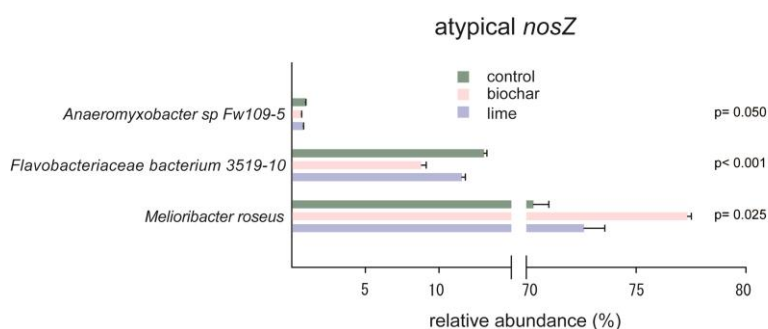 atypical nosZ
control
biochar
lime
Anaeromyxobacter sp Fw109-5
p= 0.050
Flavobacteriaceae bacterium 3519-10
p< 0.001
Melioribacter roseus
p= 0.025
5 10 70 75 80
relative abundance (%)